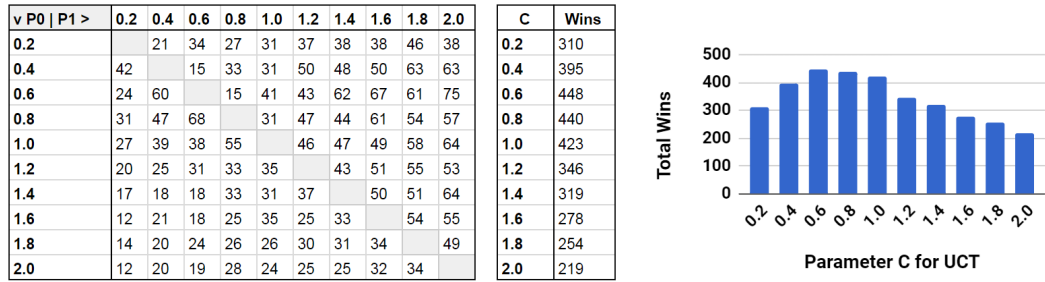 v P0 | P1 > 0.2 0.4 0.6 0.8 1.0 1.2 1.4 1.6 1.8 2.0
0.2 21 34 27 31 37 38 38 46 38
0.4 42 15 33 31 50 48 50 63 63
0.6 24 60 15 41 43 62 67 61 75
0.8 31 47 68 31 47 44 61 54 57
1.0 27 39 38 55 46 47 49 58 64
1.2 20 25 31 33 35 43 51 55 53
1.4 17 18 18 33 31 37 50 51 64
1.6 12 21 18 25 35 25 33 54 55
1.8 14 20 24 26 26 30 31 34 49
2.0 12 20 19 28 24 25 25 32 34
C Wins
0.2 310
0.4 395
0.6 448
0.8 440
1.0 423
1.2 346
1.4 319
1.6 278
1.8 254
2.0 219
Total Wins
500
400
300
200
100
0
0.2 0.4 0.6 0.8 1.0 1.2 1.4 1.6 1.8 2.0
Parameter C for UCT